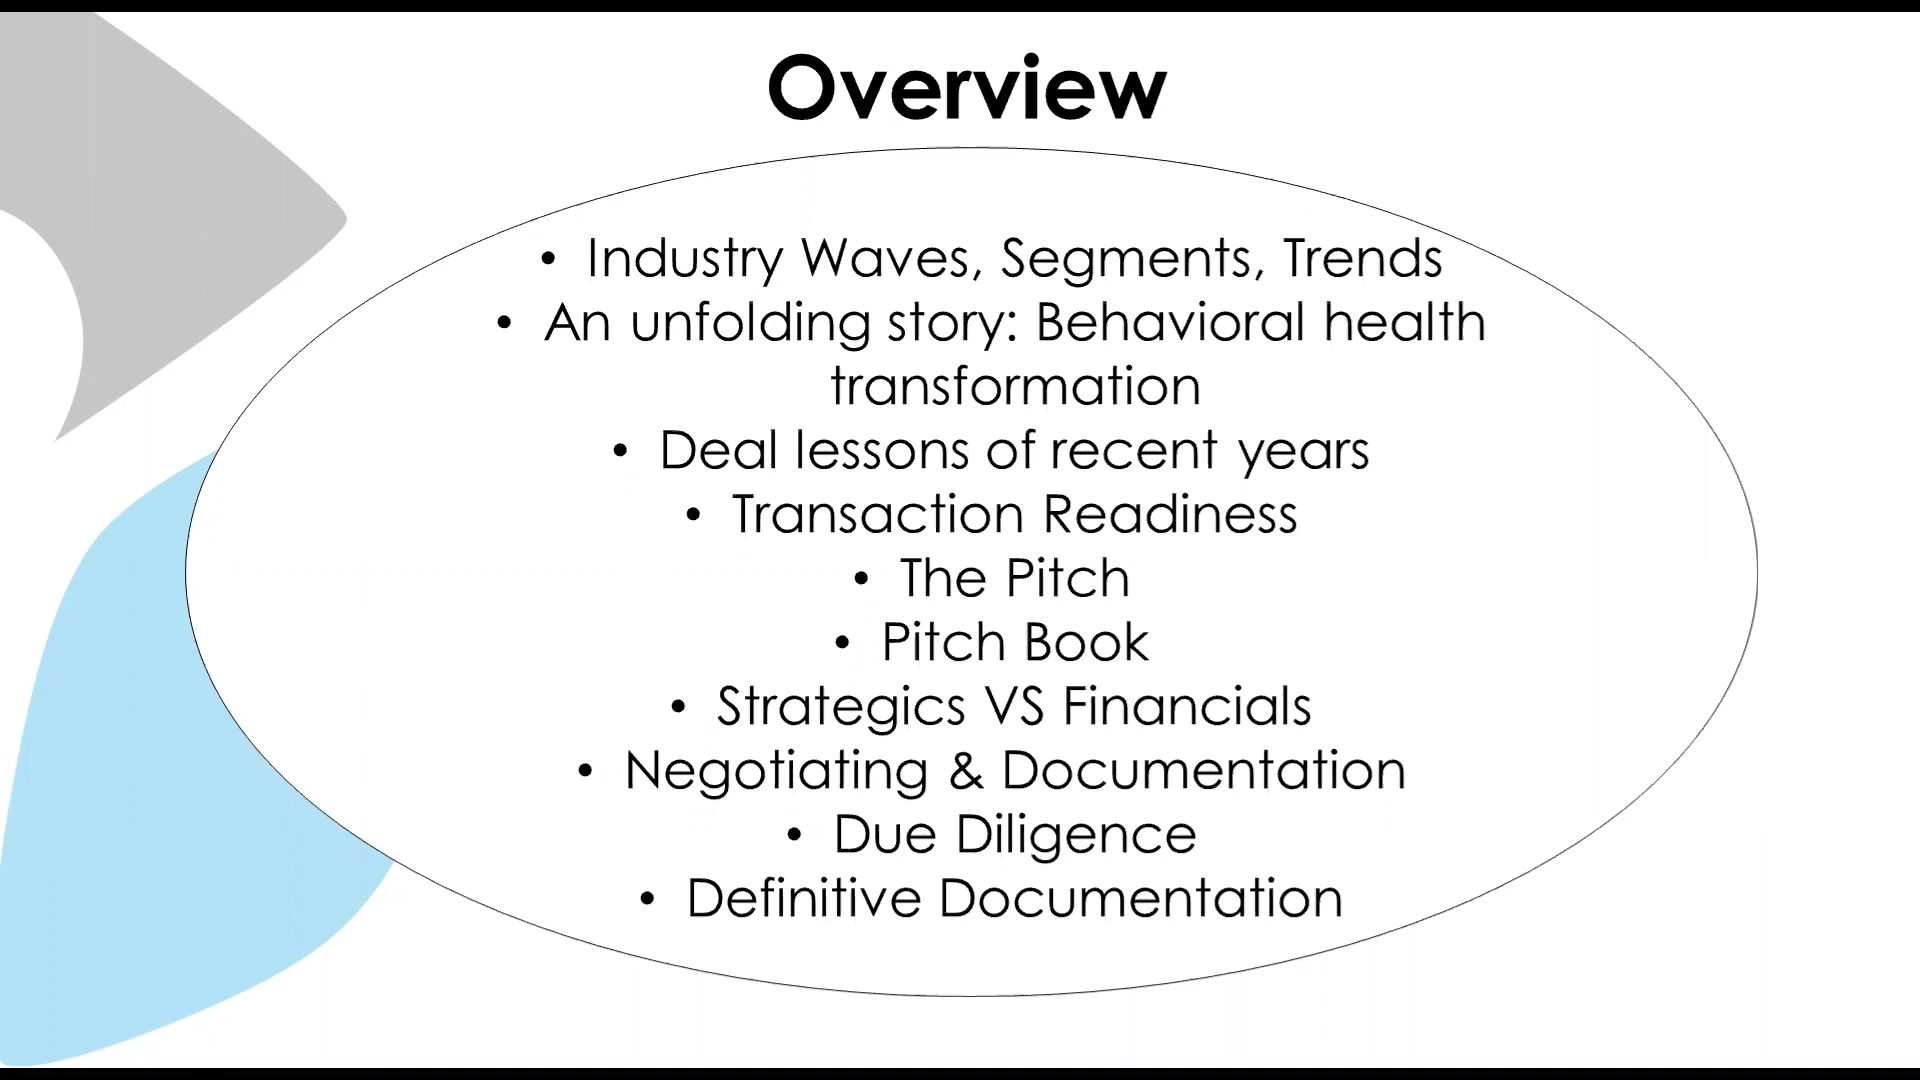 Overview
• Industry Waves, Segments, Trends
• An unfolding story: Behavioral health
transformation
• Deal lessons of recent years
• Transaction Readiness
• The Pitch
• Pitch Book
• Strategics VS Financials
• Negotiating & Documentation
• Due Diligence
• Definitive Documentation